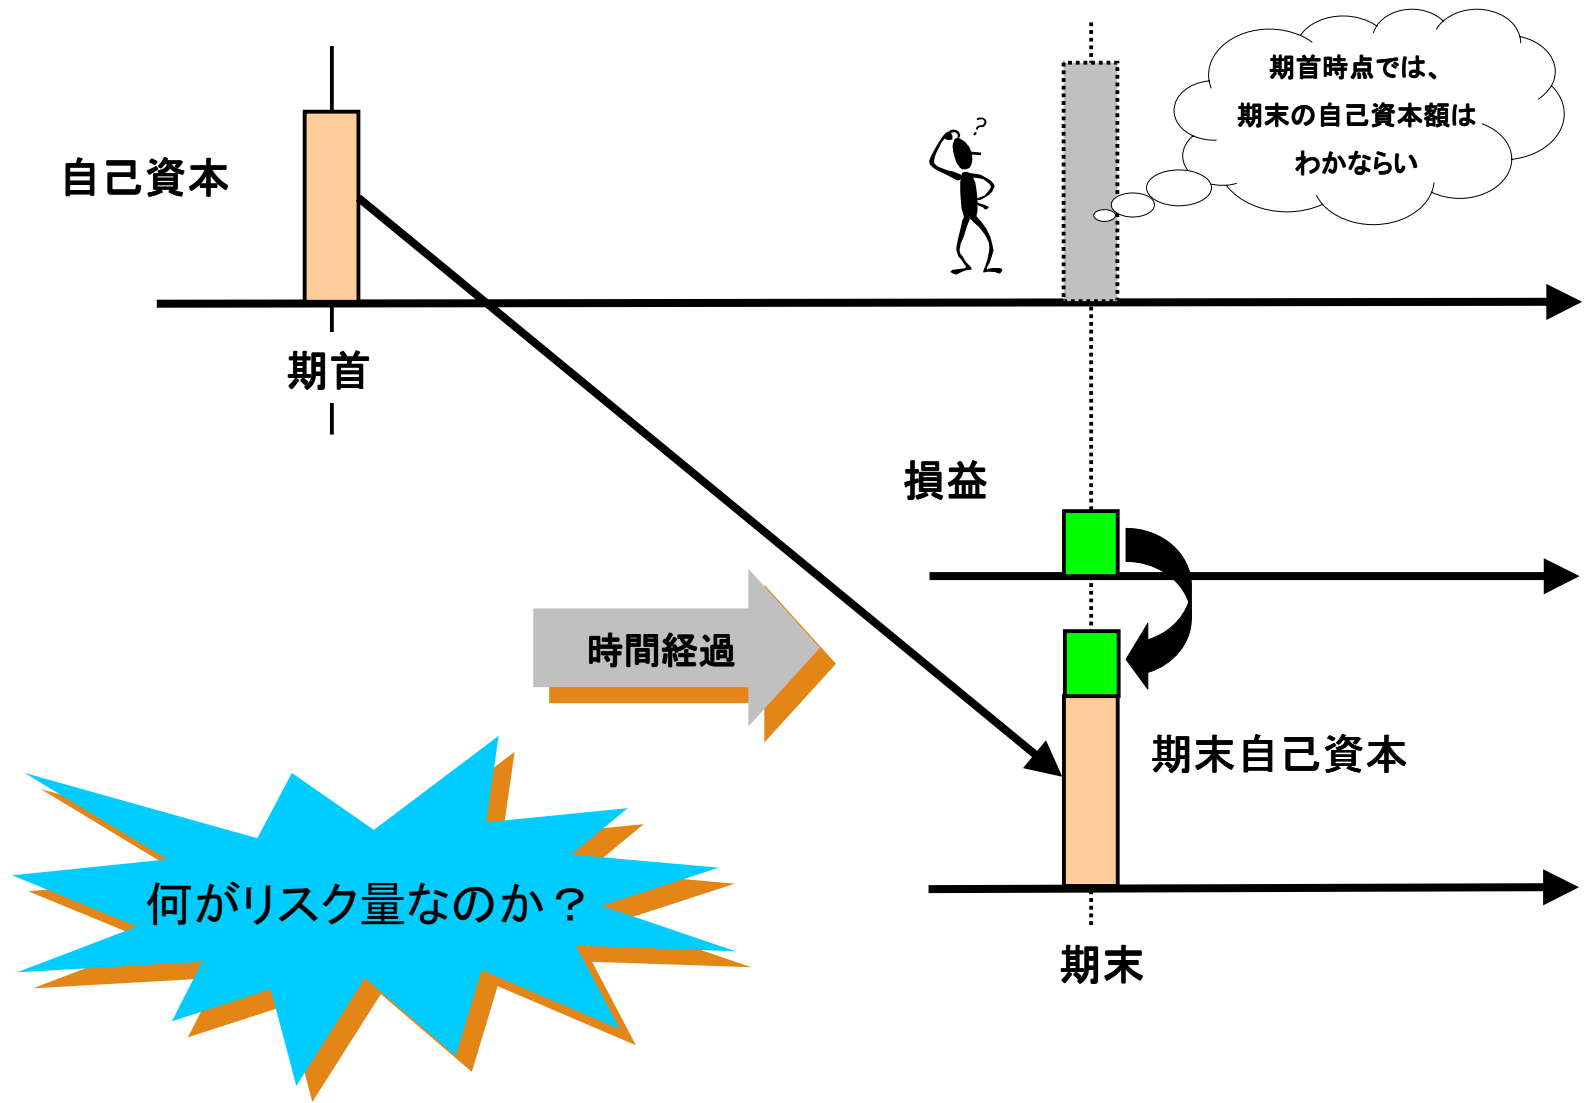 期首時点では、
期末の自己資本額は
わかならい
?
自己資本
期首
損益
時間経過
期末自己資本
何がリスク量なのか？
期末